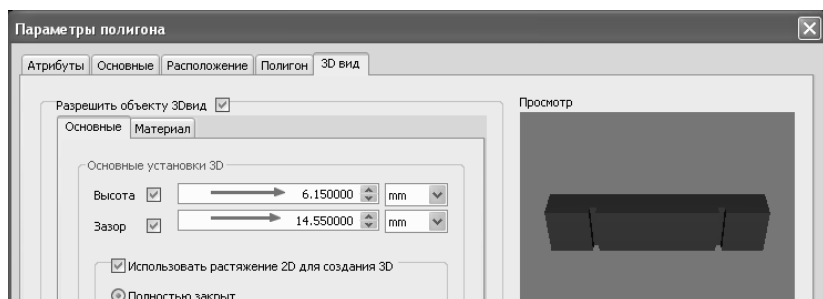 Параметры полигона
Атрибуты Основные Расположение Полигон 3D вид
Разрешить объекту 3Dвид
Просмотр
Основные Материал
Основные установки 3D
Высота 6.150000 mm
Зазор 14.550000 mm
Использовать растяжение 2D для создания 3D
Полностью закрыт